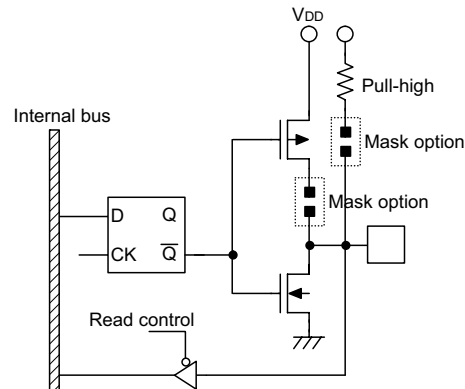 VDD
Pull-high
Internal bus
Mask option
Mask option
D Q
CK Q̅
Read control